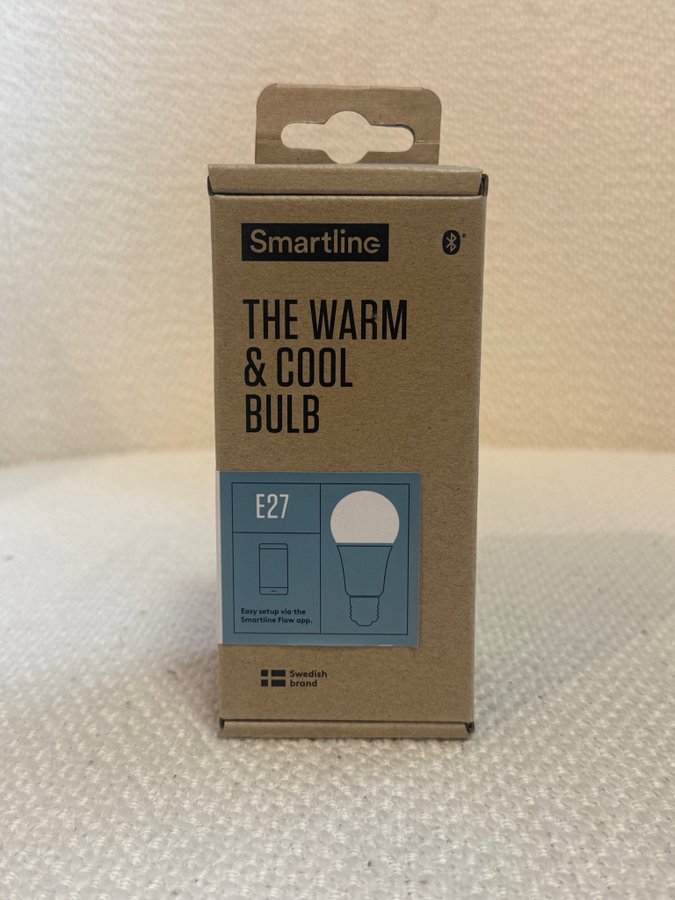 Smartline
THE WARM
& COOL
BULB
E27
Easy setup via the
Smartline Flow app.
Swedish
brand